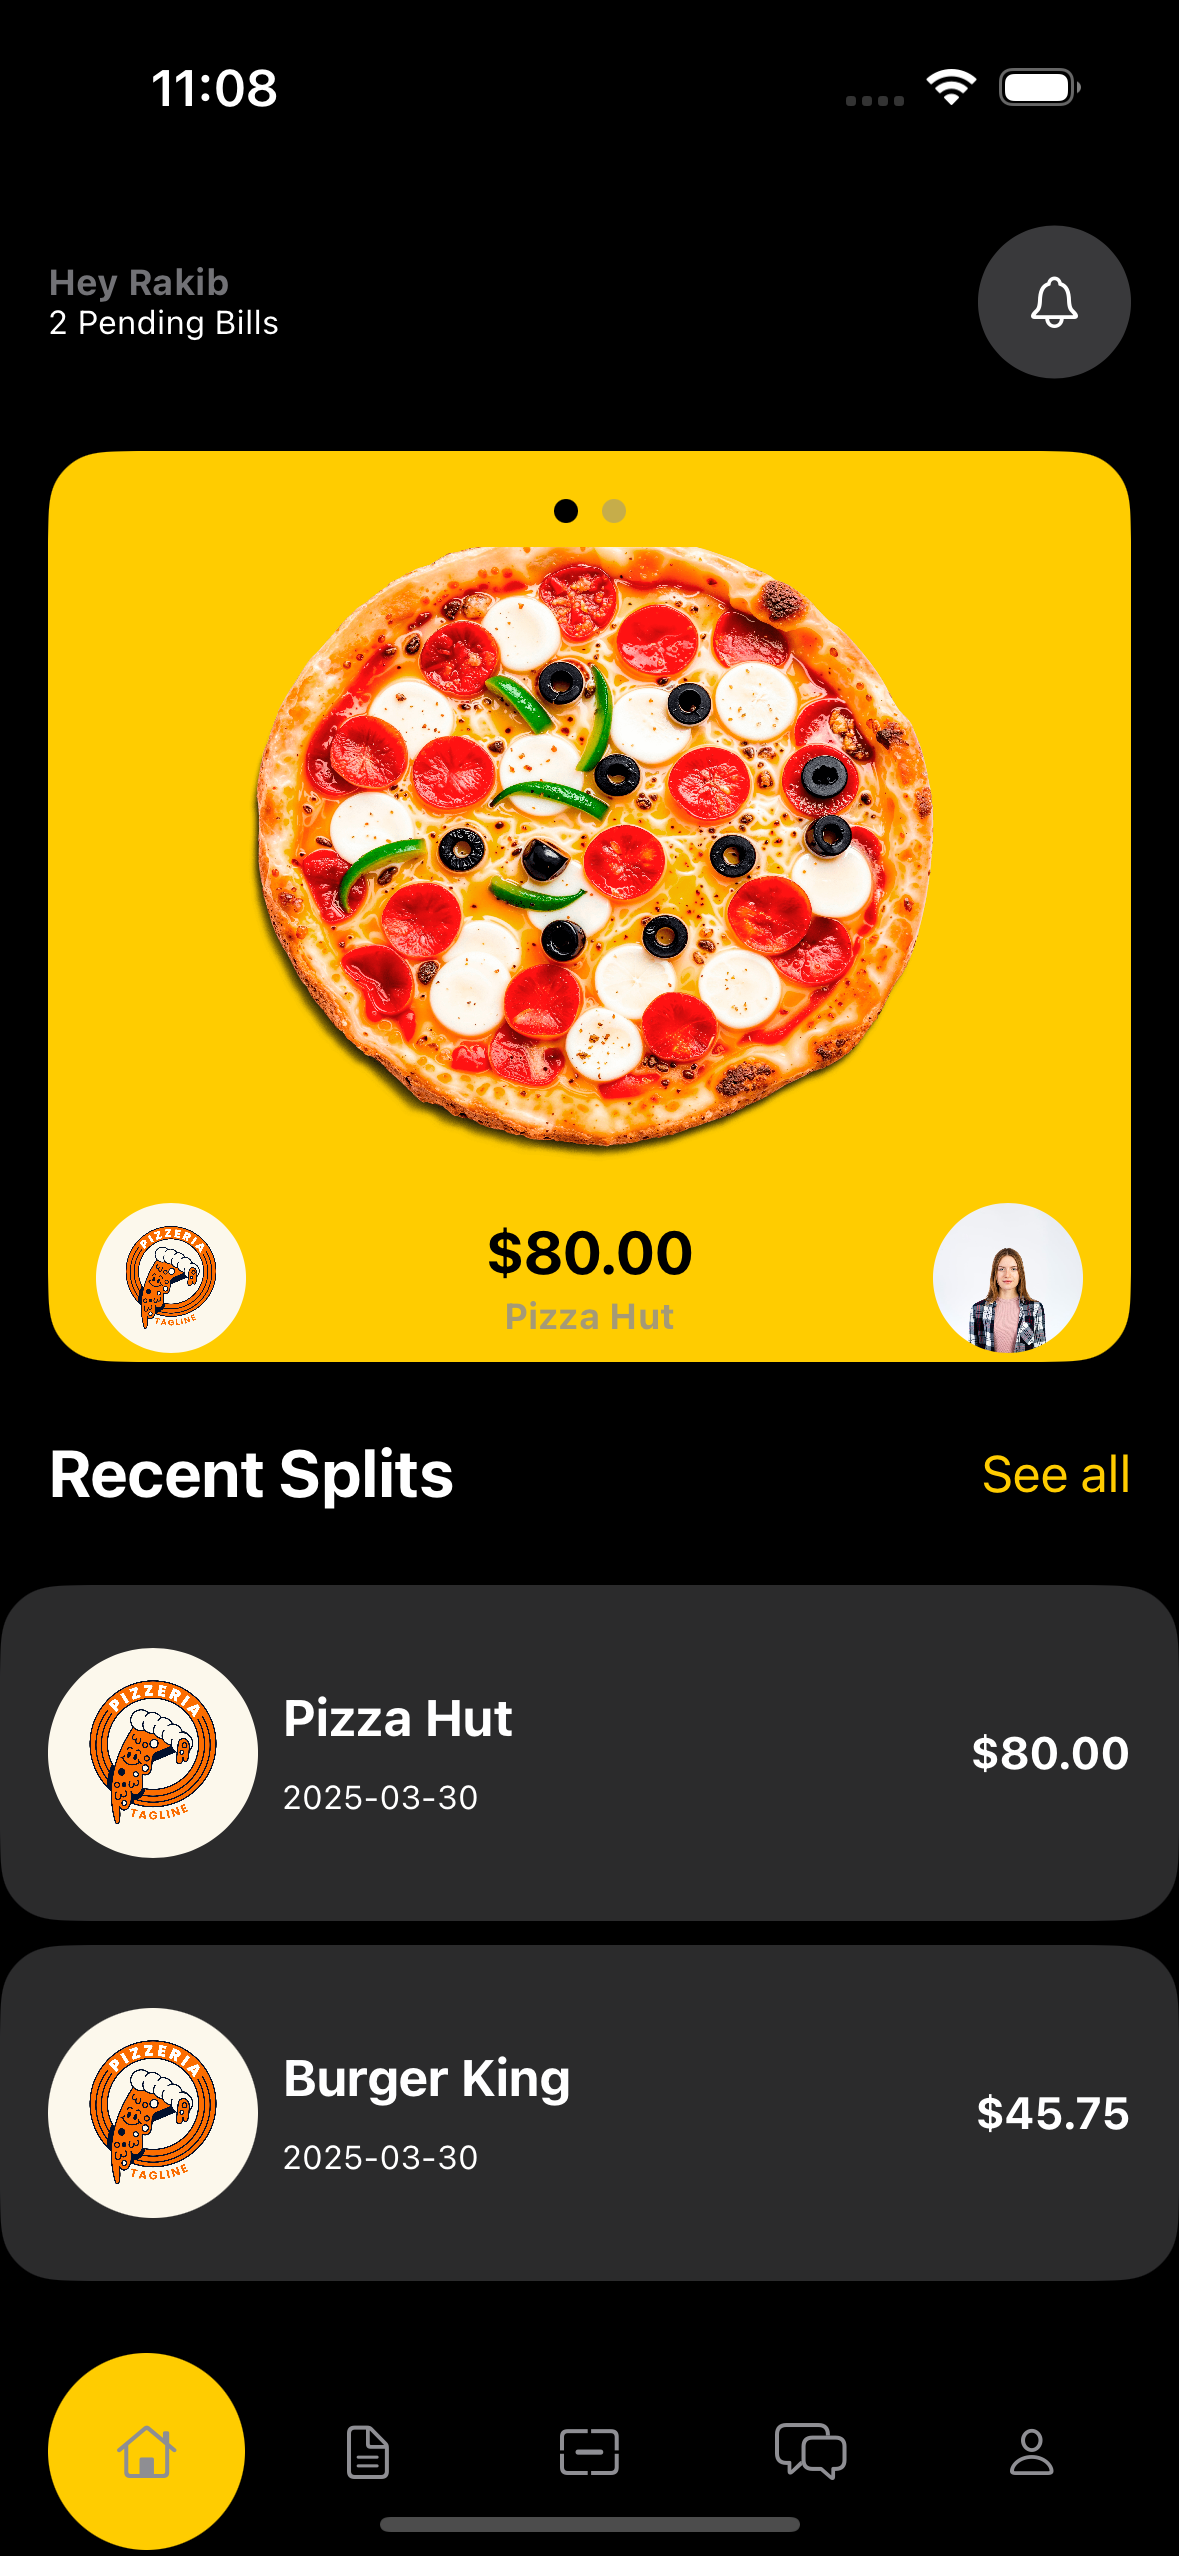 11:08
Hey Rakib
2 Pending Bills
PIZZERIA
TAGLINE
$80.00
Pizza Hut
Recent Splits
See all
PIZZERIA
TAGLINE
Pizza Hut
2025-03-30
$80.00
PIZZERIA
TAGLINE
Burger King
2025-03-30
$45.75